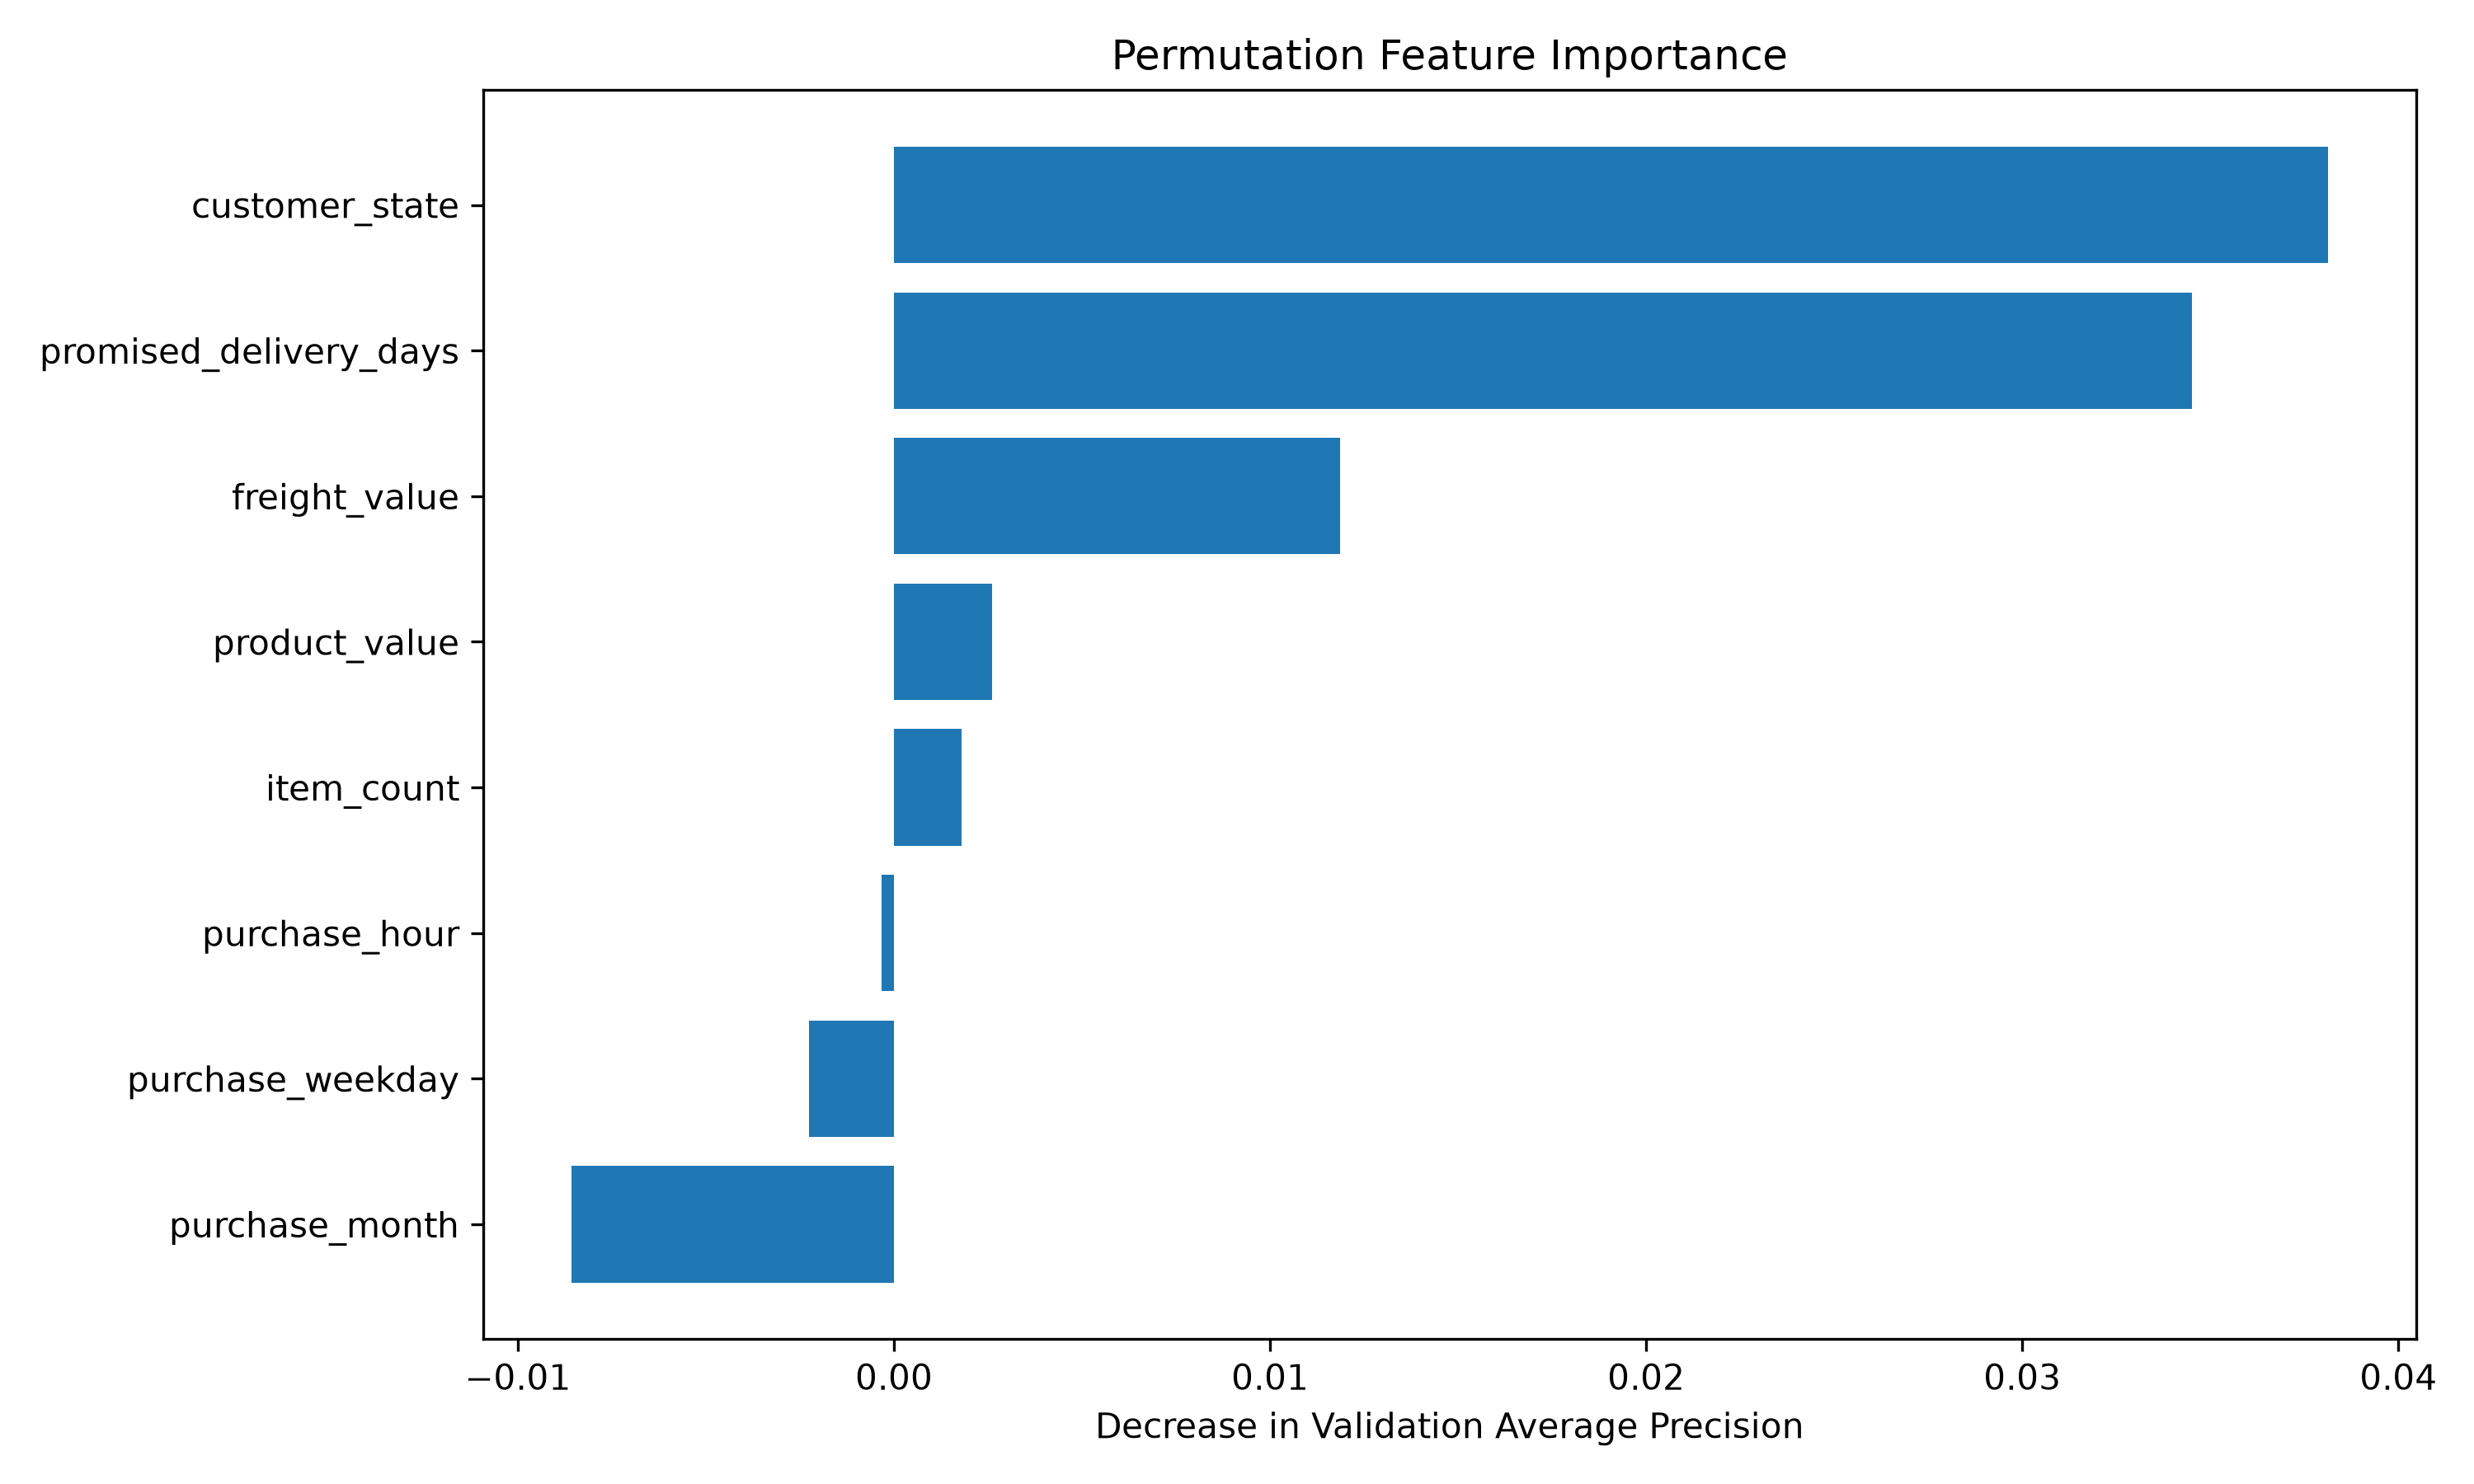 Permutation Feature Importance
customer_state
promised_delivery_days
freight_value
product_value
item_count
purchase_hour
purchase_weekday
purchase_month
−0.01 0.00 0.01 0.02 0.03 0.04
Decrease in Validation Average Precision